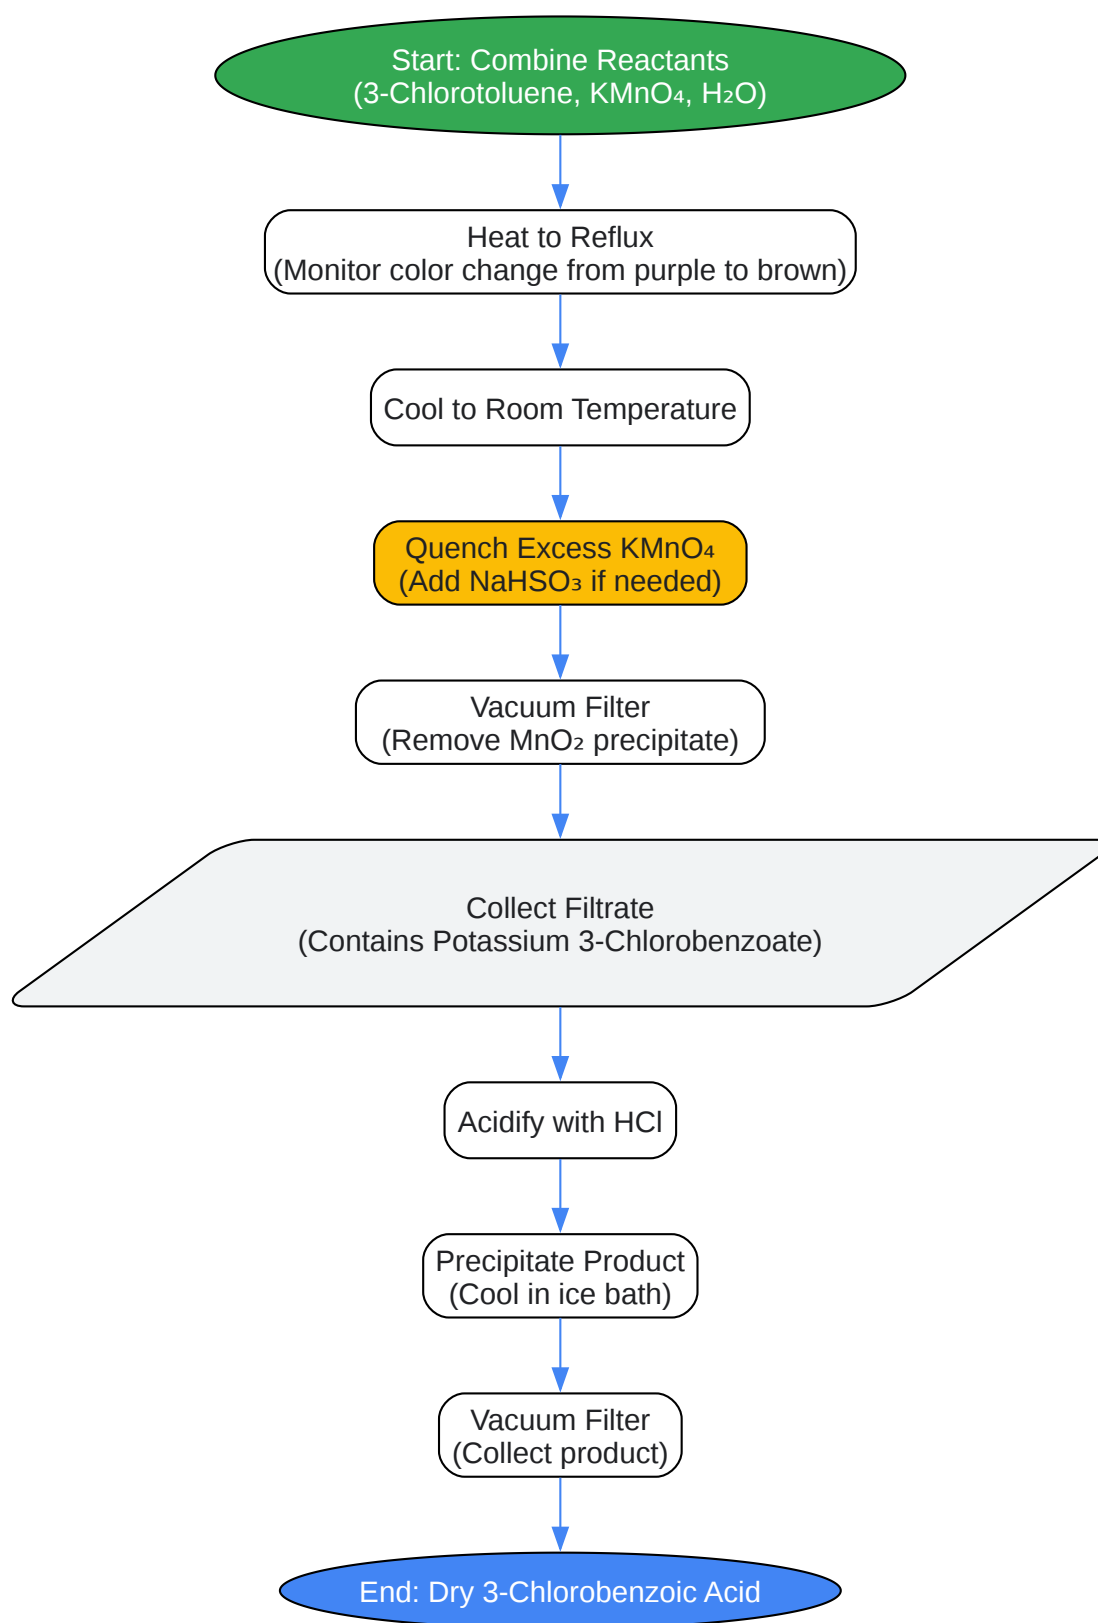 Start: Combine Reactants
(3-Chlorotoluene, KMnO₄, H₂O)
Heat to Reflux
(Monitor color change from purple to brown)
Cool to Room Temperature
Quench Excess KMnO₄
(Add NaHSO₃ if needed)
Vacuum Filter
(Remove MnO₂ precipitate)
Collect Filtrate
(Contains Potassium 3-Chlorobenzoate)
Acidify with HCl
Precipitate Product
(Cool in ice bath)
Vacuum Filter
(Collect product)
End: Dry 3-Chlorobenzoic Acid